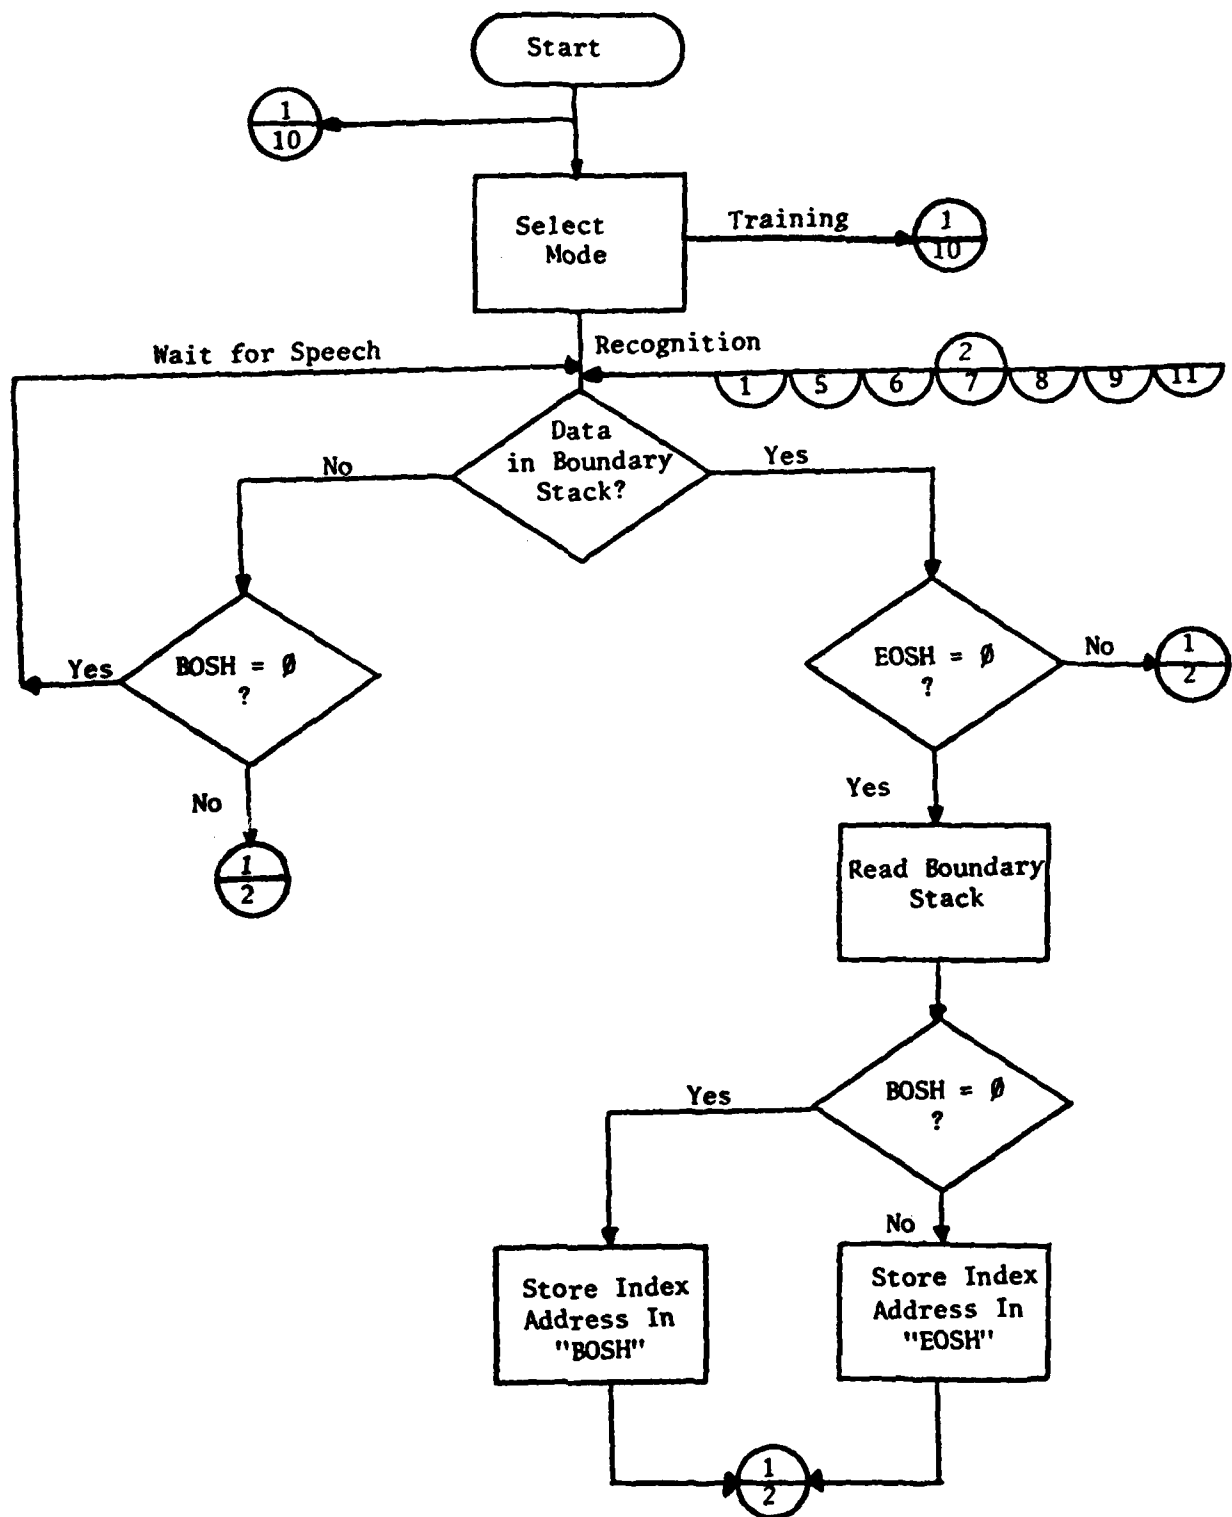 Start
1
10
Select
Mode
Training
1
10
Wait for Speech
Recognition
2
1 5 6 7 8 9 11
Data
in Boundary
Stack?
No
Yes
BOSH = Ø
?
Yes
No
1
2
EOSH = Ø
?
No
1
2
Yes
Read Boundary
Stack
BOSH = Ø
?
Yes
No
Store Index
Address In
"BOSH"
Store Index
Address In
"EOSH"
1
2